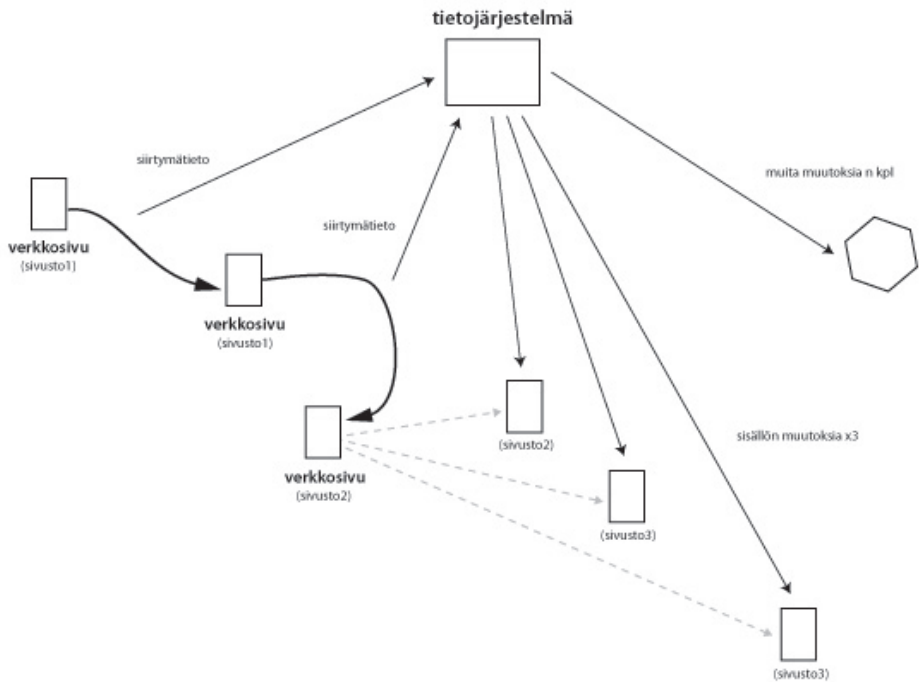 tietojärjestelmä
siirtymätieto
muita muutoksia n kpl
siirtymätieto
verkkosivu
(sivusto1)
verkkosivu
(sivusto1)
(sivusto2)
sisällön muutoksia x3
verkkosivu
(sivusto2)
(sivusto3)
(sivusto3)